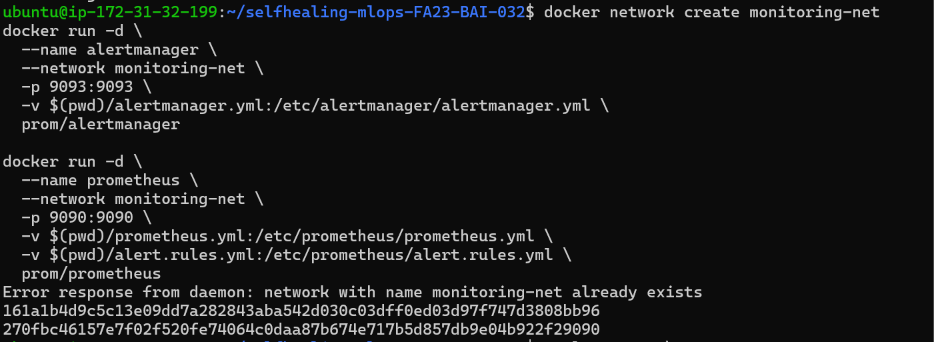 ubuntu@ip-172-31-32-199:~/selfhealing-mlops-FA23-BAI-032$ docker network create monitoring-net
docker run -d \
  --name alertmanager \
  --network monitoring-net \
  -p 9093:9093 \
  -v $(pwd)/alertmanager.yml:/etc/alertmanager/alertmanager.yml \
  prom/alertmanager

docker run -d \
  --name prometheus \
  --network monitoring-net \
  -p 9090:9090 \
  -v $(pwd)/prometheus.yml:/etc/prometheus/prometheus.yml \
  -v $(pwd)/alert.rules.yml:/etc/prometheus/alert.rules.yml \
  prom/prometheus
Error response from daemon: network with name monitoring-net already exists
161a1b4d9c5c13e09dd7a282843aba542d030c03dff0ed03d97f747d3808bb96
270fbc46157e7f02f520fe74064c0daa87b674e717b5d857db9e04b922f29090